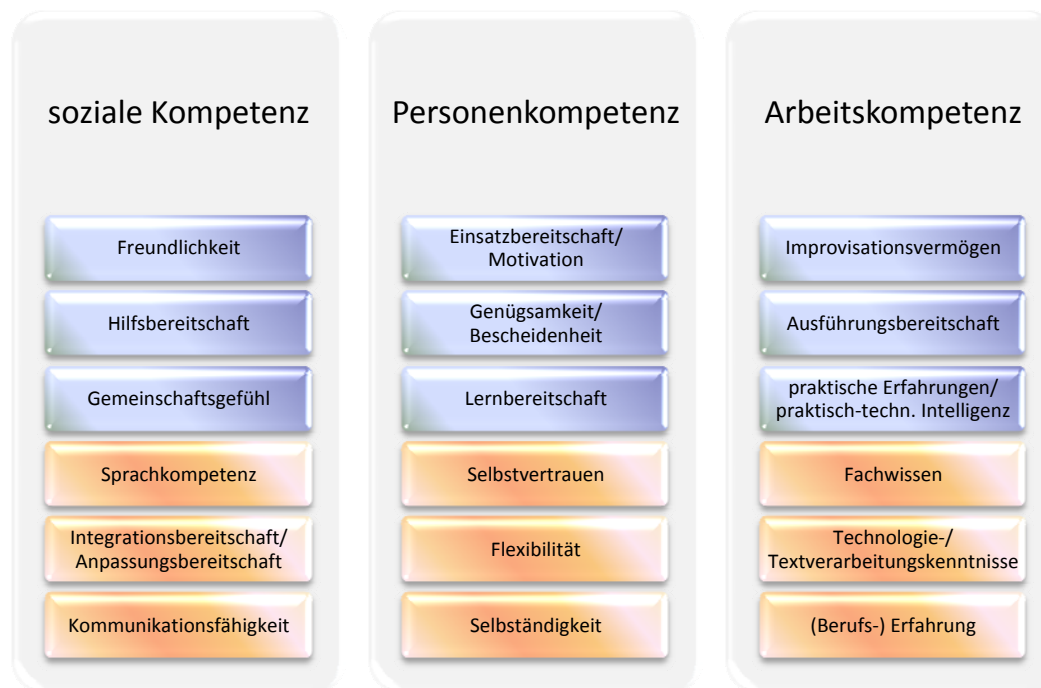 soziale Kompetenz
Freundlichkeit
Hilfsbereitschaft
Gemeinschaftsgefühl
Sprachkompetenz
Integrationsbereitschaft/
Anpassungsbereitschaft
Kommunikationsfähigkeit
Personenkompetenz
Einsatzbereitschaft/
Motivation
Genügsamkeit/
Bescheidenheit
Lernbereitschaft
Selbstvertrauen
Flexibilität
Selbständigkeit
Arbeitskompetenz
Improvisationsvermögen
Ausführungsbereitschaft
praktische Erfahrungen/
praktisch-techn. Intelligenz
Fachwissen
Technologie-/
Textverarbeitungskenntnisse
(Berufs-) Erfahrung